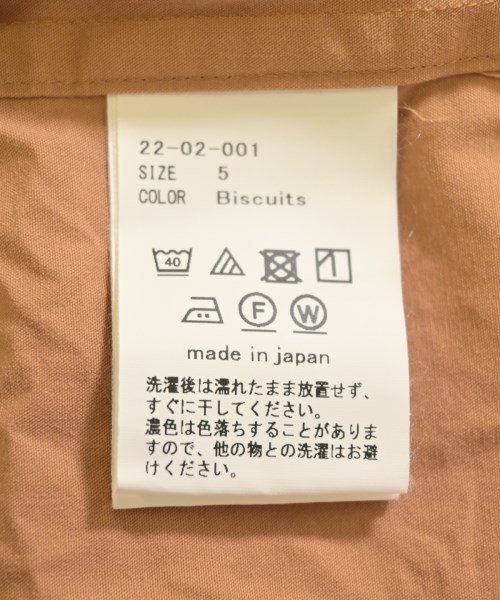 22-02-001
SIZE 5
COLOR Biscuits
40
F W
made in japan
洗濯後は濡れたまま放置せず、
すぐに干してください。
濃色は色落ちすることがありま
すので、他の物との洗濯はお避
けください。